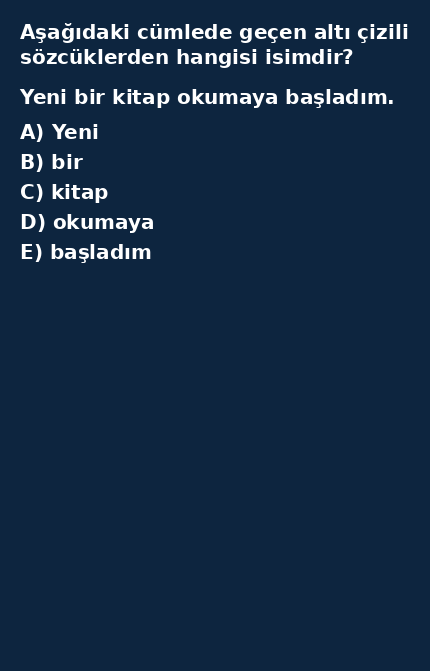 Aşağıdaki cümlede geçen altı çizili
sözcüklerden hangisi isimdir?
Yeni bir kitap okumaya başladım.
A) Yeni
B) bir
C) kitap
D) okumaya
E) başladım